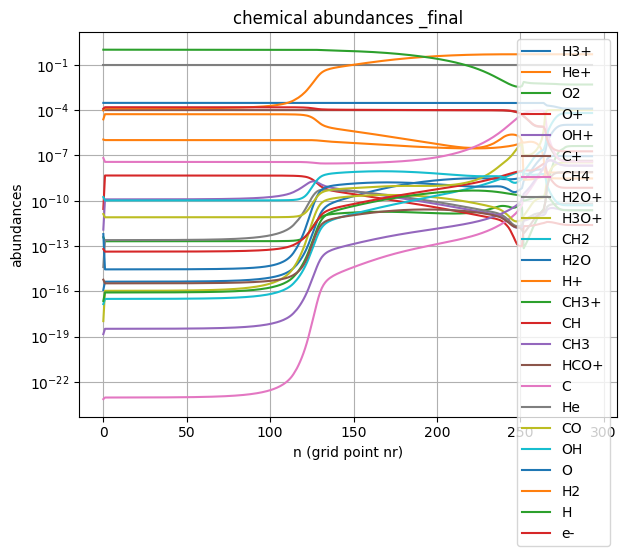 chemical abundances _final
abundances
10⁻¹
10⁻⁴
10⁻⁷
10⁻¹⁰
10⁻¹³
10⁻¹⁶
10⁻¹⁹
10⁻²²
0 50 100 150 200 250 300
n (grid point nr)
H3+
He+
O2
O+
OH+
C+
CH4
H2O+
H3O+
CH2
H2O
H+
CH3+
CH
CH3
HCO+
C
He
CO
OH
O
H2
H
e-